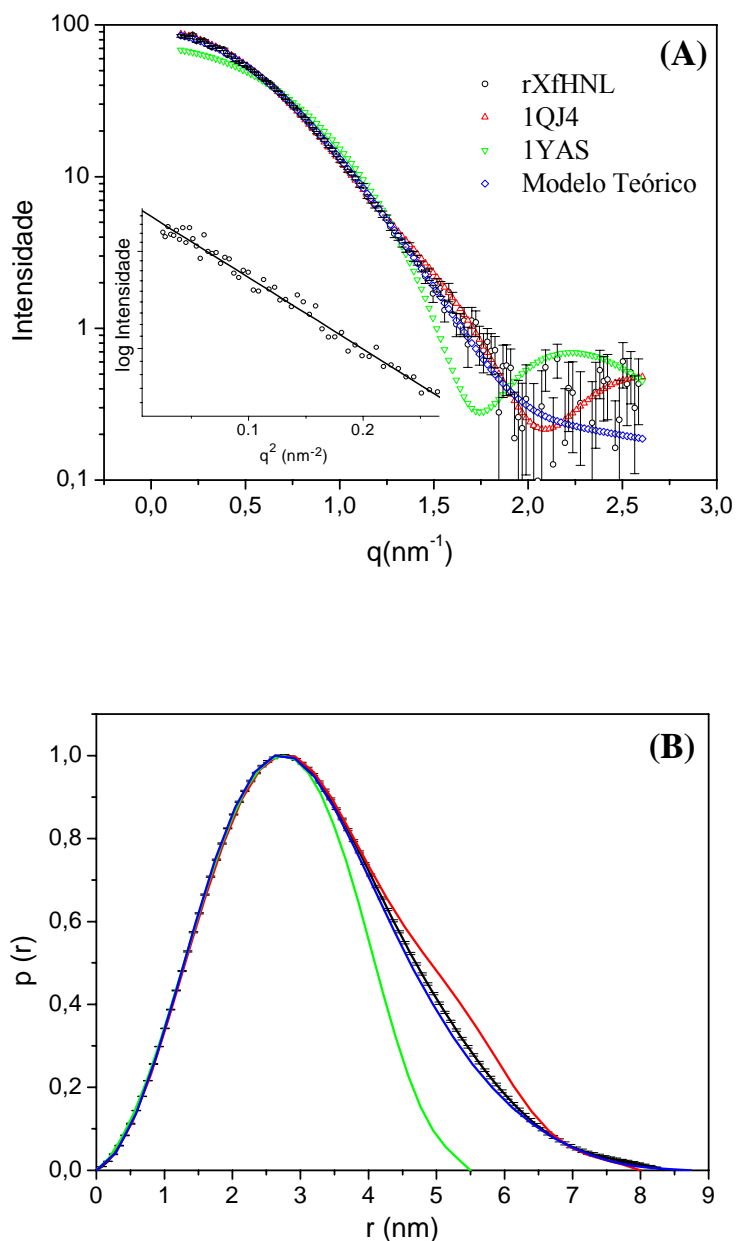 (A)
100
10
1
0,1
Intensidade
rXfHNL
1QJ4
1YAS
Modelo Teórico
log Intensidade
0.1
0.2
q² (nm⁻²)
0,0
0,5
1,0
1,5
2,0
2,5
3,0
q(nm⁻¹)
(B)
1,0
0,8
0,6
0,4
0,2
0,0
p (r)
0
1
2
3
4
5
6
7
8
9
r (nm)